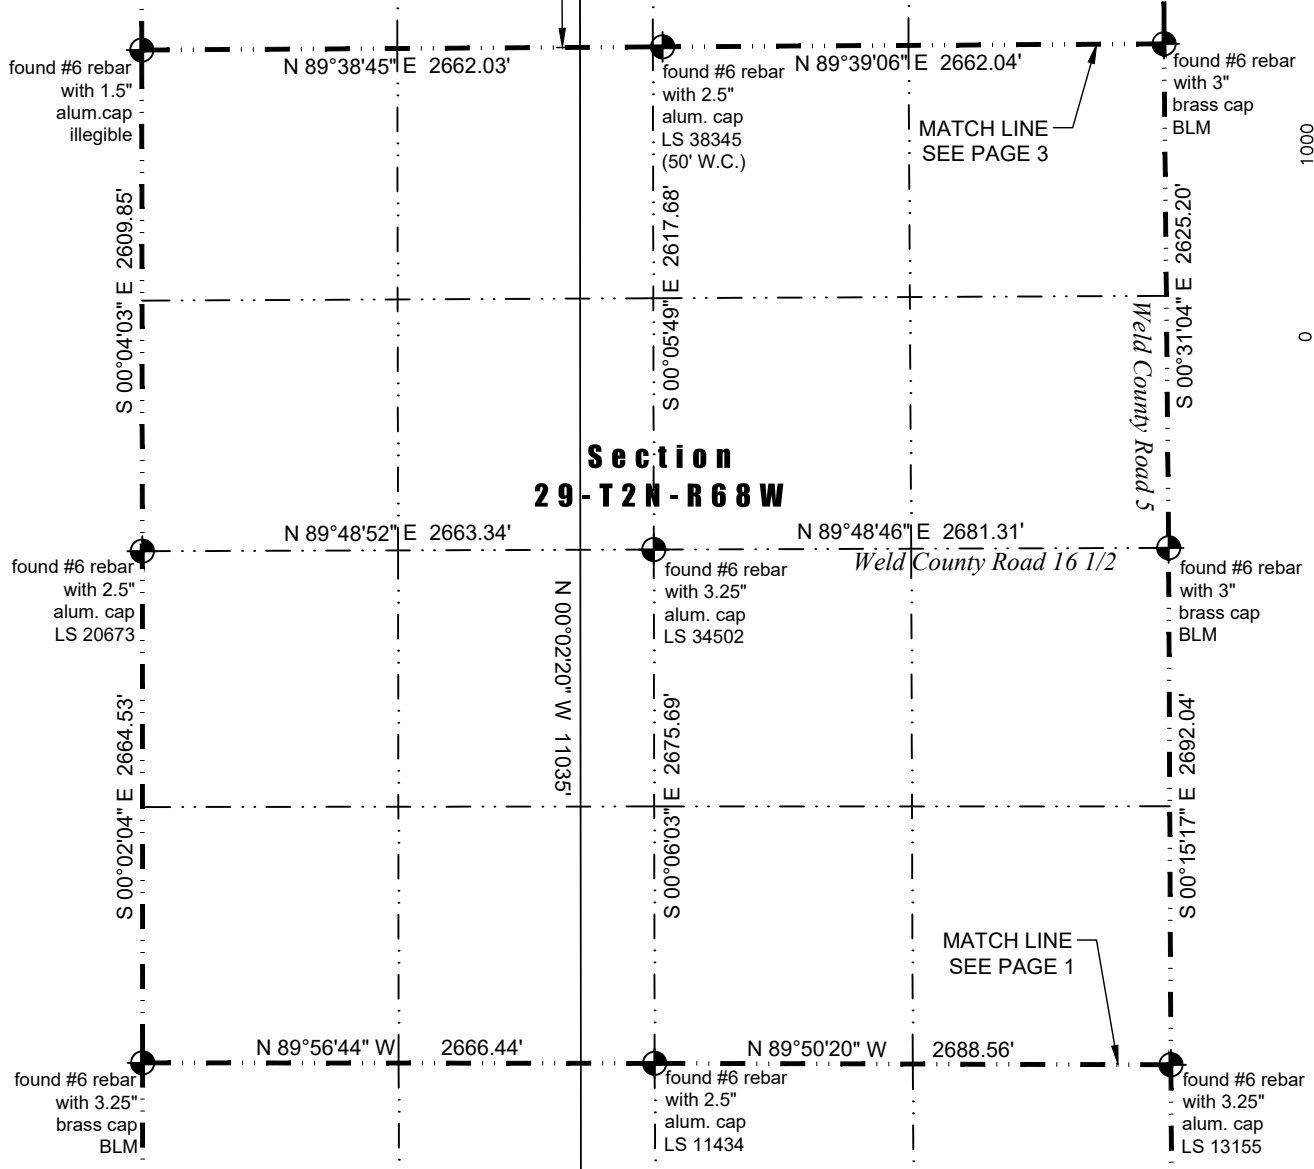 N 89°38'45" E 2662.03'
N 89°39'06" E 2662.04'
found #6 rebar
with 1.5"
alum.cap
illegible
found #6 rebar
with 2.5"
alum. cap
LS 38345
(50' W.C.)
found #6 rebar
with 3"
brass cap
BLM
MATCH LINE
SEE PAGE 3
1000
0
S 00°04'03" E 2609.85'
S 00°05'49" E 2617.68'
S 00°31'04" E 2625.20'
Weld County Road 5
Section
29-T2N-R68W
N 89°48'52" E 2663.34'
N 89°48'46" E 2681.31'
Weld County Road 16 1/2
found #6 rebar
with 2.5"
alum. cap
LS 20673
found #6 rebar
with 3.25"
alum. cap
LS 34502
found #6 rebar
with 3"
brass cap
BLM
N 00°02'20" W 11035'
S 00°02'04" E 2664.53'
S 00°06'03" E 2675.69'
S 00°15'17" E 2692.04'
MATCH LINE
SEE PAGE 1
N 89°56'44" W 2666.44'
N 89°50'20" W 2688.56'
found #6 rebar
with 3.25"
brass cap
BLM
found #6 rebar
with 2.5"
alum. cap
LS 11434
found #6 rebar
with 3.25"
alum. cap
LS 13155